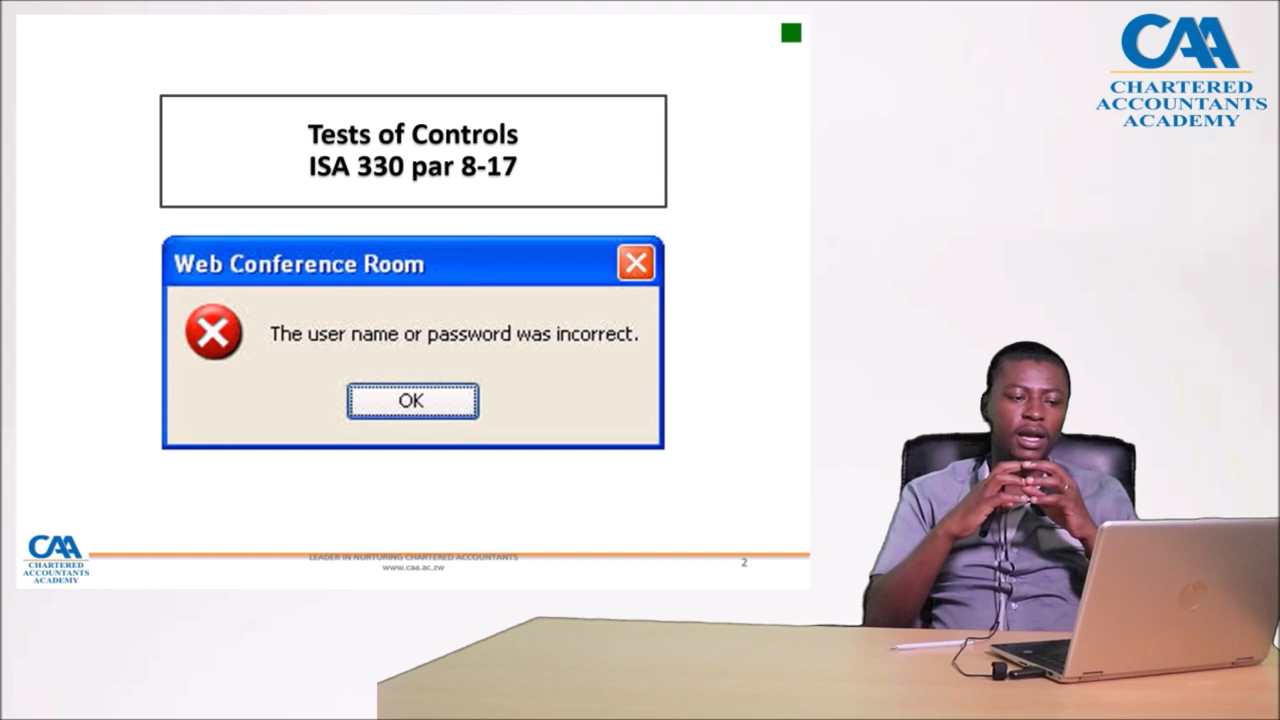 Tests of Controls
ISA 330 par 8-17
Web Conference Room
The user name or password was incorrect.
OK
CAA
CHARTERED
ACCOUNTANTS
ACADEMY
LEADER IN NURTURING CHARTERED ACCOUNTANTS
www.caa.ac.zw
2
CAA
CHARTERED
ACCOUNTANTS
ACADEMY
hp